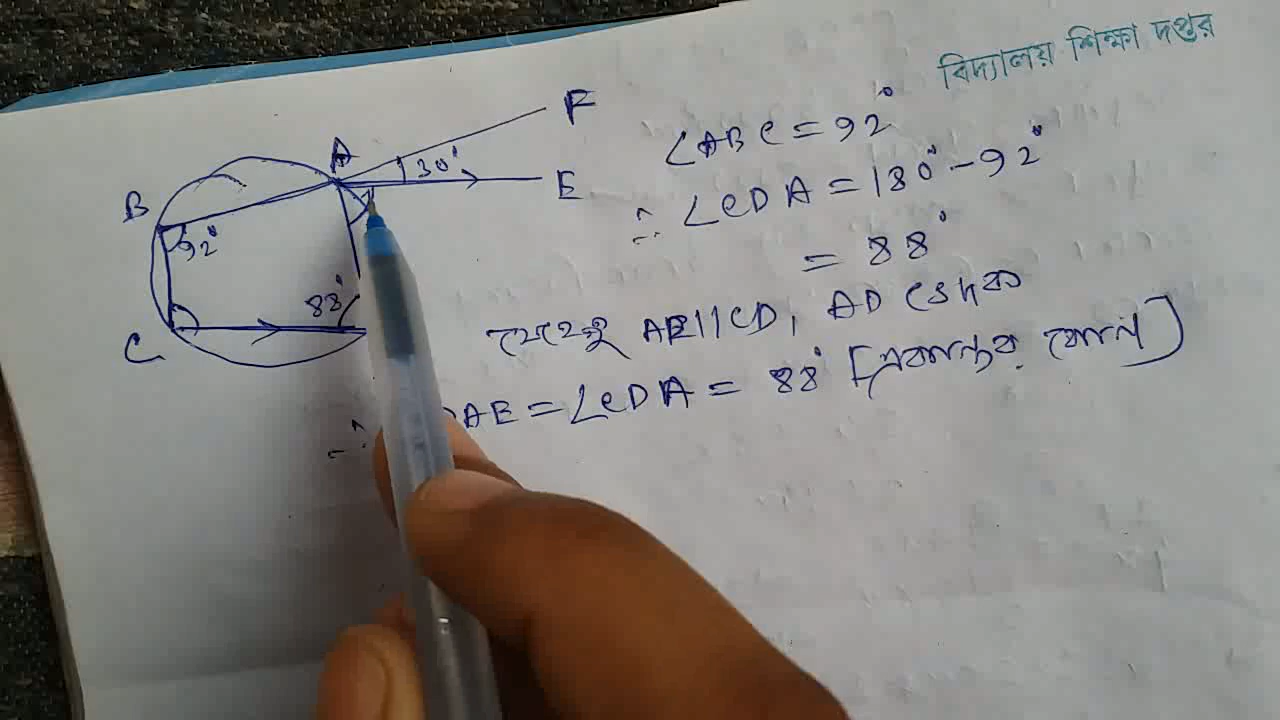 বিদ্যালয় শিক্ষা দপ্তর
F
A
30°
E
B
92°
88°
C
∠ABC = 92°
∴ ∠CDA = 180° - 92°
= 88°
যেহেতু AE || CD, AD ছেদক
∴ DAE = ∠CDA = 88° [একান্তর কোণ]